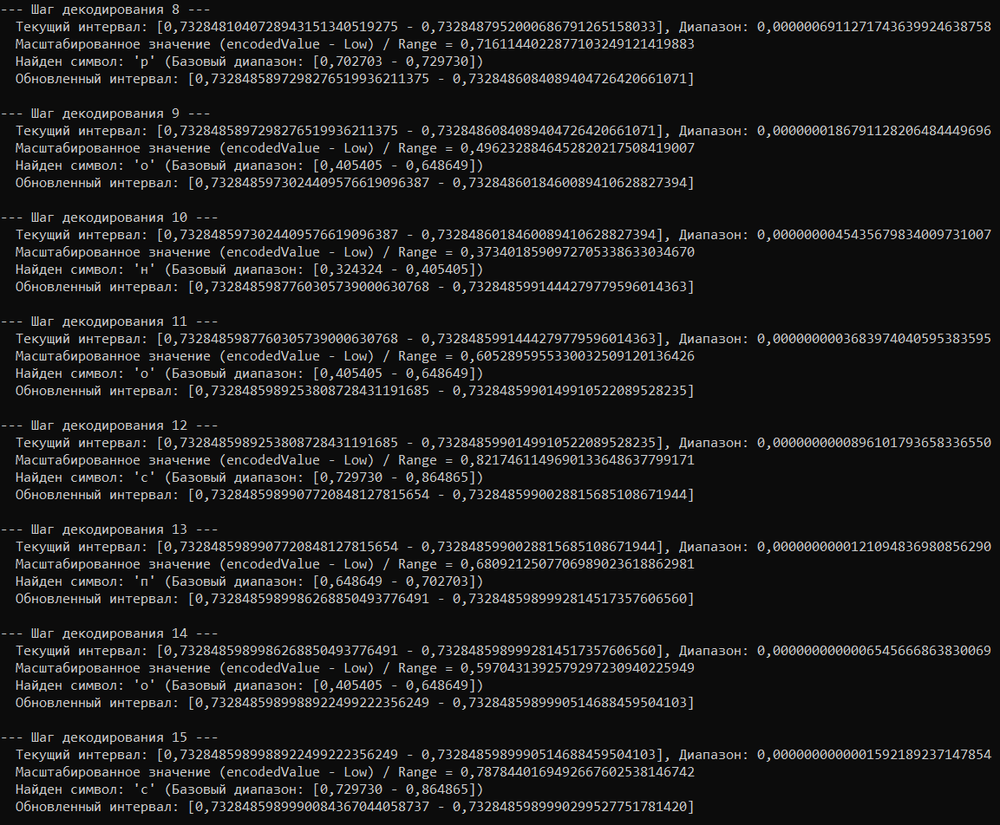 --- Шаг декодирования 8 ---
Текущий интервал: [0,7328481040728943151340519275 - 0,7328487952000686791265158033], Диапазон: 0,0000006911271743639924638758
Масштабированное значение (encodedValue - Low) / Range = 0,7161144022877103249121419883
Найден символ: 'р' (Базовый диапазон: [0,702703 - 0,729730])
Обновленный интервал: [0,7328485897298276519936211375 - 0,7328486084089404726420661071]
--- Шаг декодирования 9 ---
Текущий интервал: [0,7328485897298276519936211375 - 0,7328486084089404726420661071], Диапазон: 0,0000000186791128206484449696
Масштабированное значение (encodedValue - Low) / Range = 0,4962328846452820217508419007
Найден символ: 'о' (Базовый диапазон: [0,405405 - 0,648649])
Обновленный интервал: [0,7328485973024409576619096387 - 0,7328486018460089410628827394]
--- Шаг декодирования 10 ---
Текущий интервал: [0,7328485973024409576619096387 - 0,7328486018460089410628827394], Диапазон: 0,0000000045435679834009731007
Масштабированное значение (encodedValue - Low) / Range = 0,3734018590972705338633034670
Найден символ: 'н' (Базовый диапазон: [0,324324 - 0,405405])
Обновленный интервал: [0,7328485987760305739000630768 - 0,7328485991444279779596014363]
--- Шаг декодирования 11 ---
Текущий интервал: [0,7328485987760305739000630768 - 0,7328485991444279779596014363], Диапазон: 0,0000000003683974040595383595
Масштабированное значение (encodedValue - Low) / Range = 0,6052895955330032509120136426
Найден символ: 'о' (Базовый диапазон: [0,405405 - 0,648649])
Обновленный интервал: [0,7328485989253808728431191685 - 0,7328485990149910522089528235]
--- Шаг декодирования 12 ---
Текущий интервал: [0,7328485989253808728431191685 - 0,7328485990149910522089528235], Диапазон: 0,0000000000896101793658336550
Масштабированное значение (encodedValue - Low) / Range = 0,8217461149690133648637799171
Найден символ: 'с' (Базовый диапазон: [0,729730 - 0,864865])
Обновленный интервал: [0,7328485989907720848127815654 - 0,7328485990028815685108671944]
--- Шаг декодирования 13 ---
Текущий интервал: [0,7328485989907720848127815654 - 0,7328485990028815685108671944], Диапазон: 0,0000000000121094836980856290
Масштабированное значение (encodedValue - Low) / Range = 0,6809212507706989023618862981
Найден символ: 'п' (Базовый диапазон: [0,648649 - 0,702703])
Обновленный интервал: [0,7328485989986268850493776491 - 0,7328485989992814517357606560]
--- Шаг декодирования 14 ---
Текущий интервал: [0,7328485989986268850493776491 - 0,7328485989992814517357606560], Диапазон: 0,0000000000006545666863830069
Масштабированное значение (encodedValue - Low) / Range = 0,5970431392579297230940225949
Найден символ: 'о' (Базовый диапазон: [0,405405 - 0,648649])
Обновленный интервал: [0,7328485989988922499222356249 - 0,7328485989990514688459504103]
--- Шаг декодирования 15 ---
Текущий интервал: [0,7328485989988922499222356249 - 0,7328485989990514688459504103], Диапазон: 0,0000000000001592189237147854
Масштабированное значение (encodedValue - Low) / Range = 0,7878440169492667602538146742
Найден символ: 'с' (Базовый диапазон: [0,729730 - 0,864865])
Обновленный интервал: [0,7328485989990084367044058737 - 0,7328485989990299527751781420]